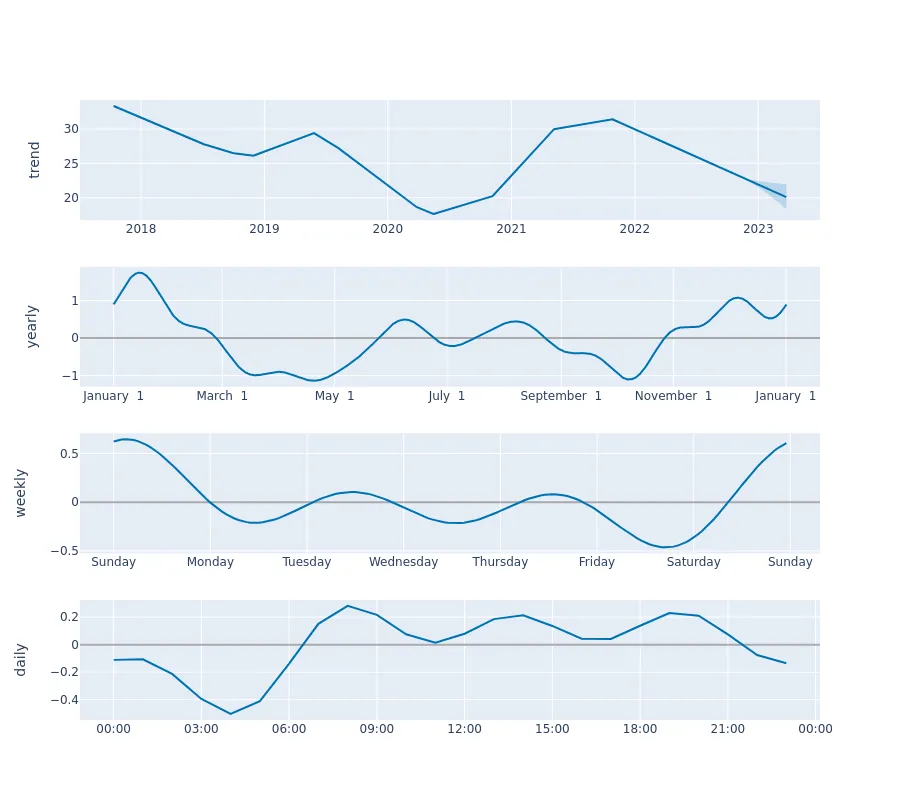 trend
30
25
20
2018 2019 2020 2021 2022 2023
yearly
1
0
−1
January 1 March 1 May 1 July 1 September 1 November 1 January 1
weekly
0.5
0
−0.5
Sunday Monday Tuesday Wednesday Thursday Friday Saturday Sunday
daily
0.2
0
−0.2
−0.4
00:00 03:00 06:00 09:00 12:00 15:00 18:00 21:00 00:00